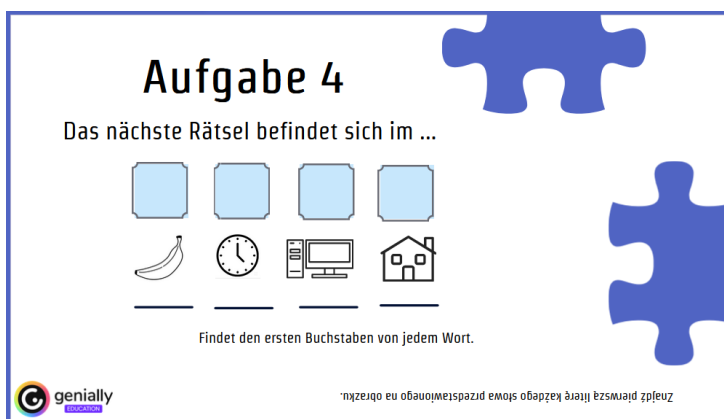 Aufgabe 4
Das nächste Rätsel befindet sich im ...
Findet den ersten Buchstaben von jedem Wort.
genially
EDUCATION
Znajdź pierwszą literę każdego słowa przedstawionego na obrazku.